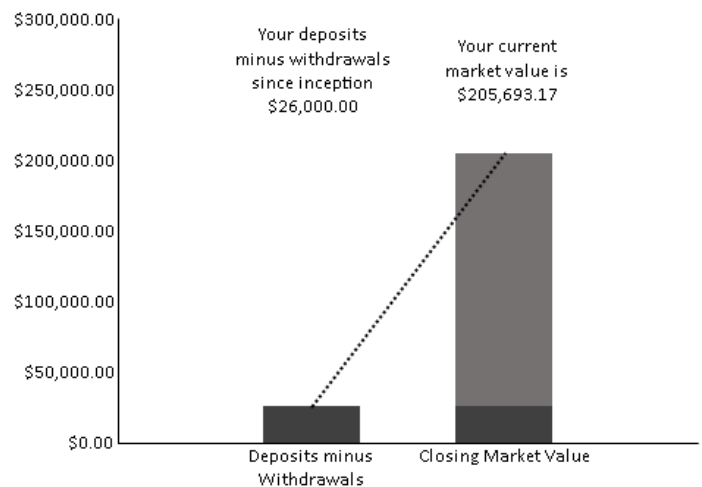 $300,000.00
$250,000.00
$200,000.00
$150,000.00
$100,000.00
$50,000.00
$0.00
Your deposits
minus withdrawals
since inception
$26,000.00
Your current
market value is
$205,693.17
Deposits minus
Withdrawals
Closing Market Value